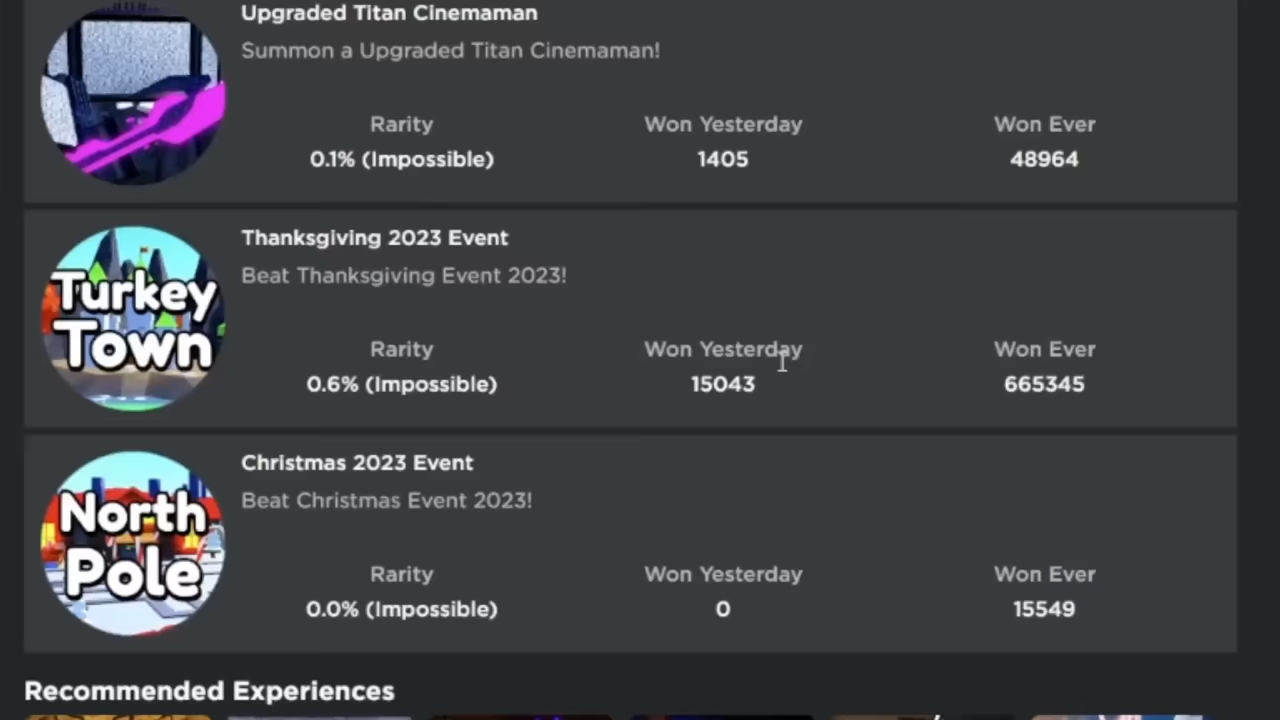 Upgraded Titan Cinemaman
Summon a Upgraded Titan Cinemaman!
Rarity Won Yesterday Won Ever
0.1% (Impossible) 1405 48964
Turkey
Town
Thanksgiving 2023 Event
Beat Thanksgiving Event 2023!
Rarity Won Yesterday Won Ever
0.6% (Impossible) 15043 665345
North
Pole
Christmas 2023 Event
Beat Christmas Event 2023!
Rarity Won Yesterday Won Ever
0.0% (Impossible) 0 15549
Recommended Experiences